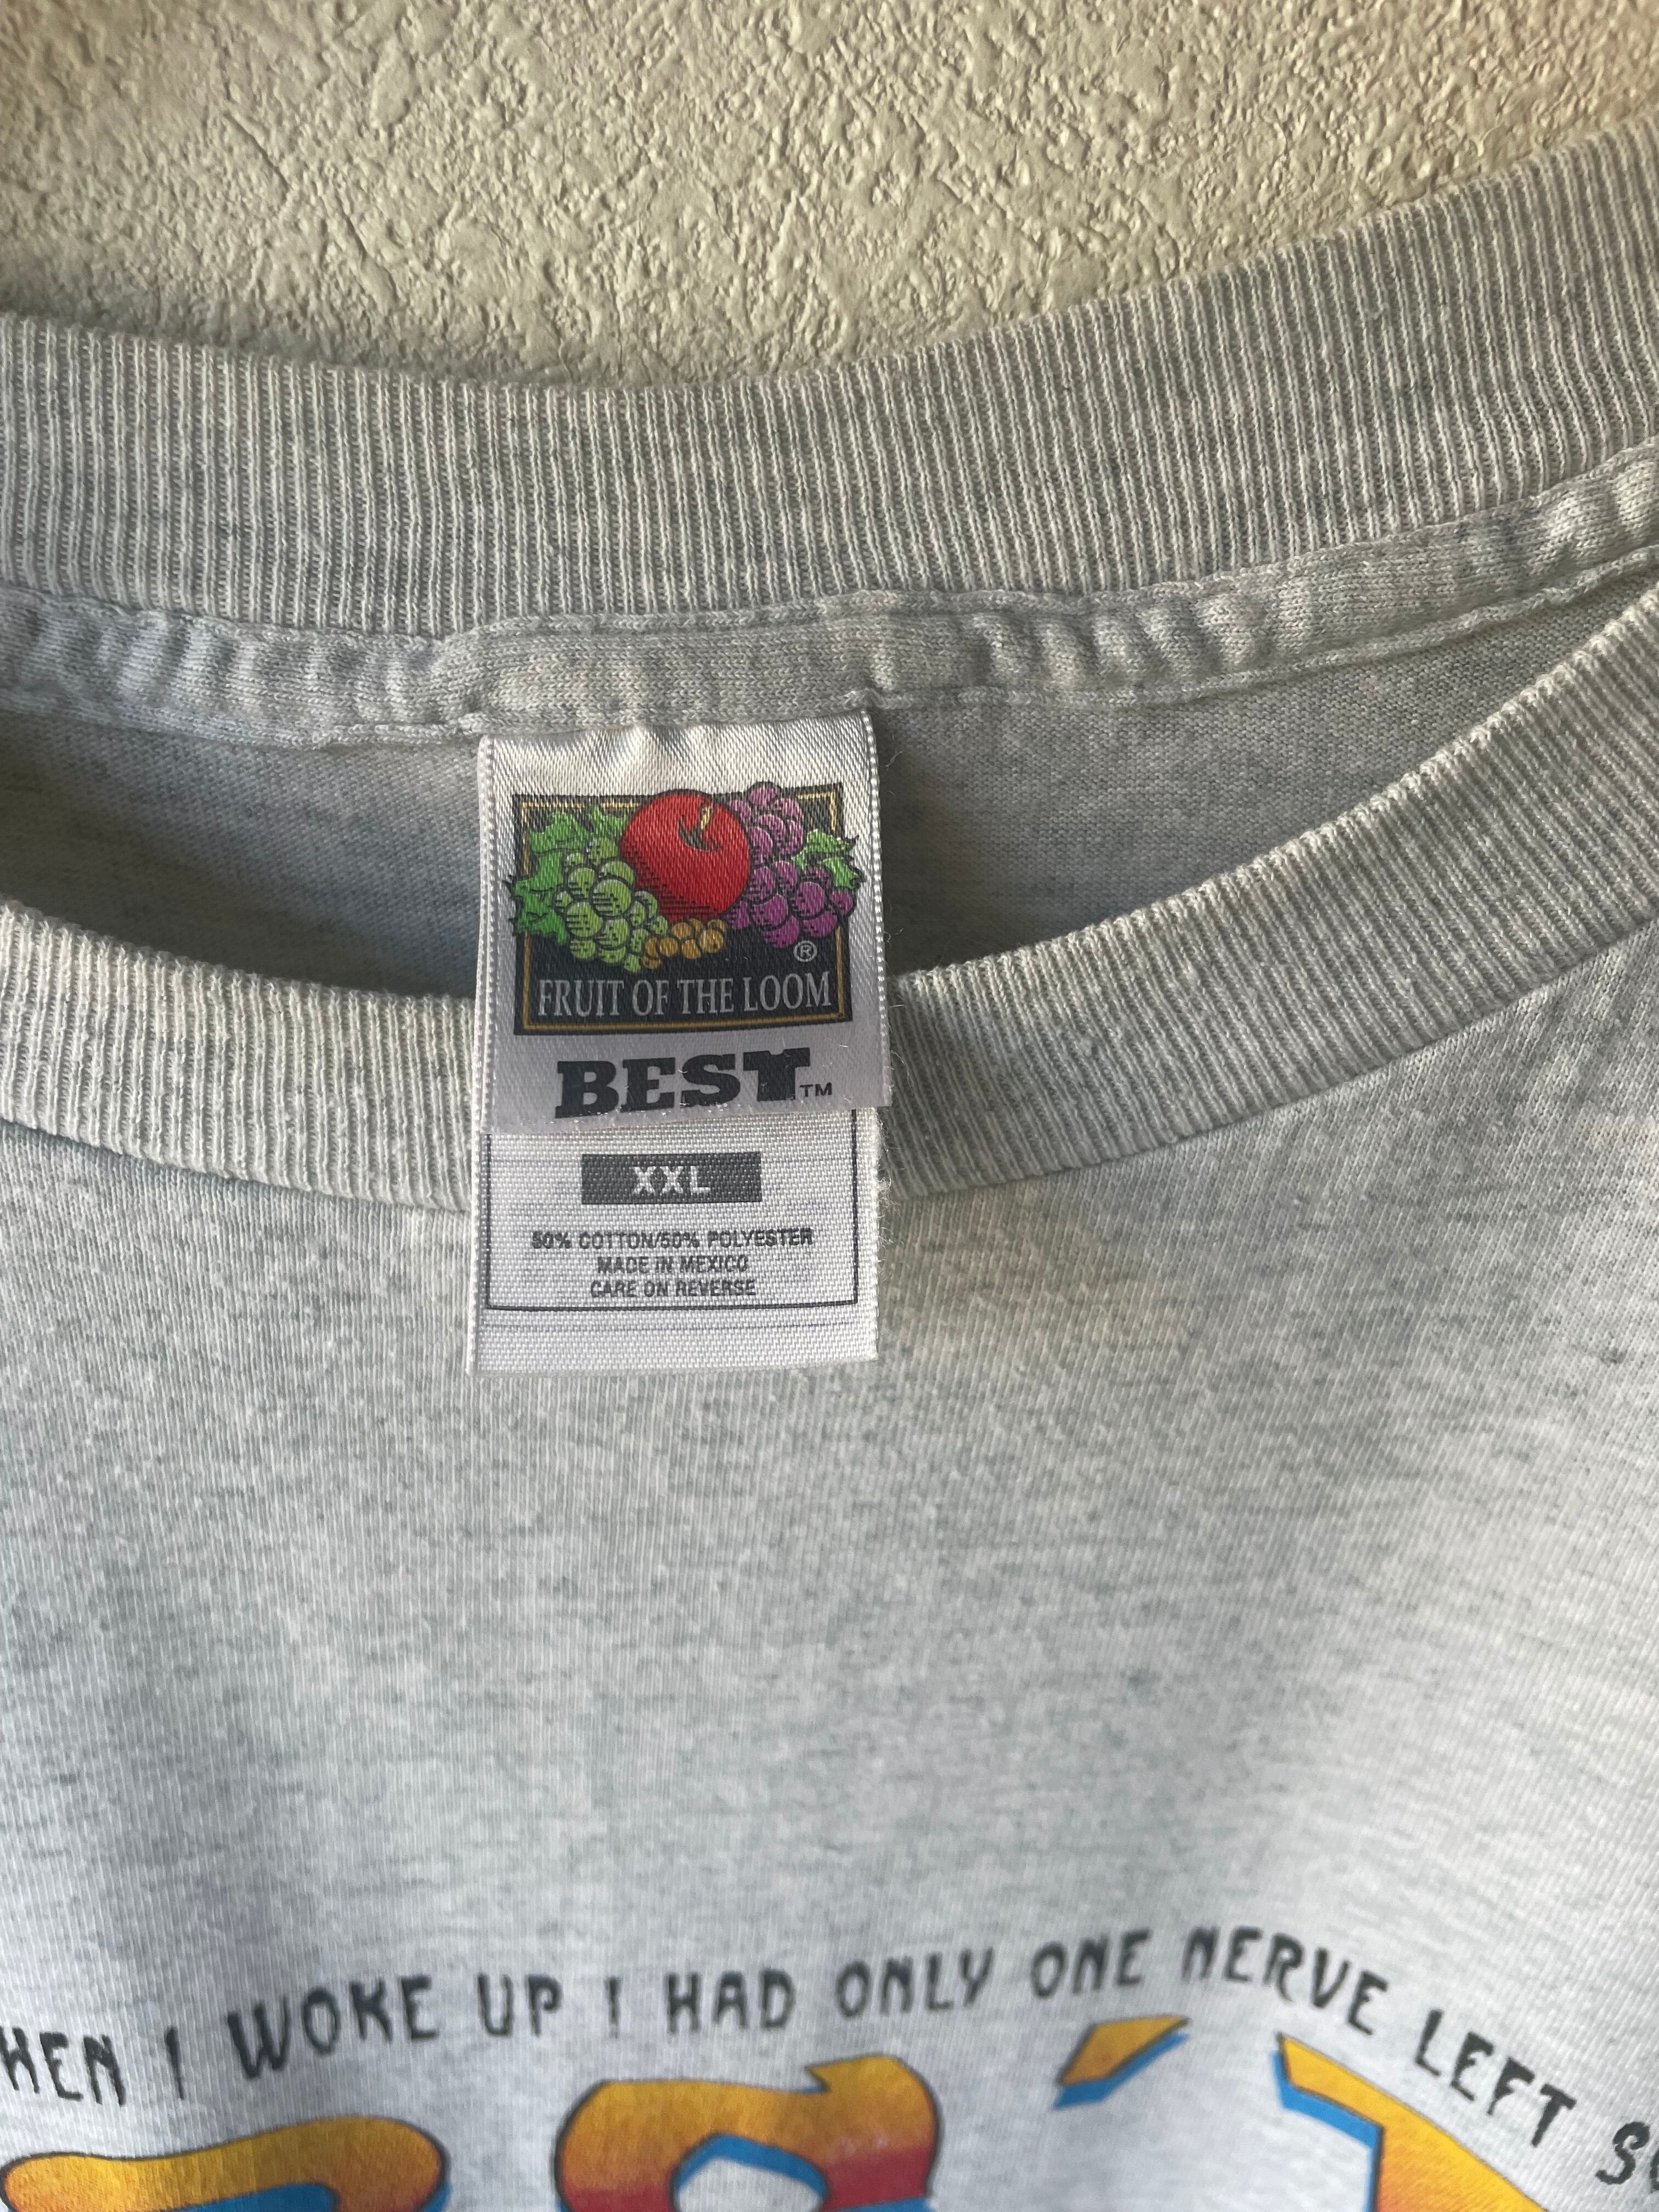 ®
FRUIT OF THE LOOM
BEST™
XXL
50% COTTON/50% POLYESTER
MADE IN MEXICO
CARE ON REVERSE
HEN I WOKE UP I HAD ONLY ONE NERVE LEFT